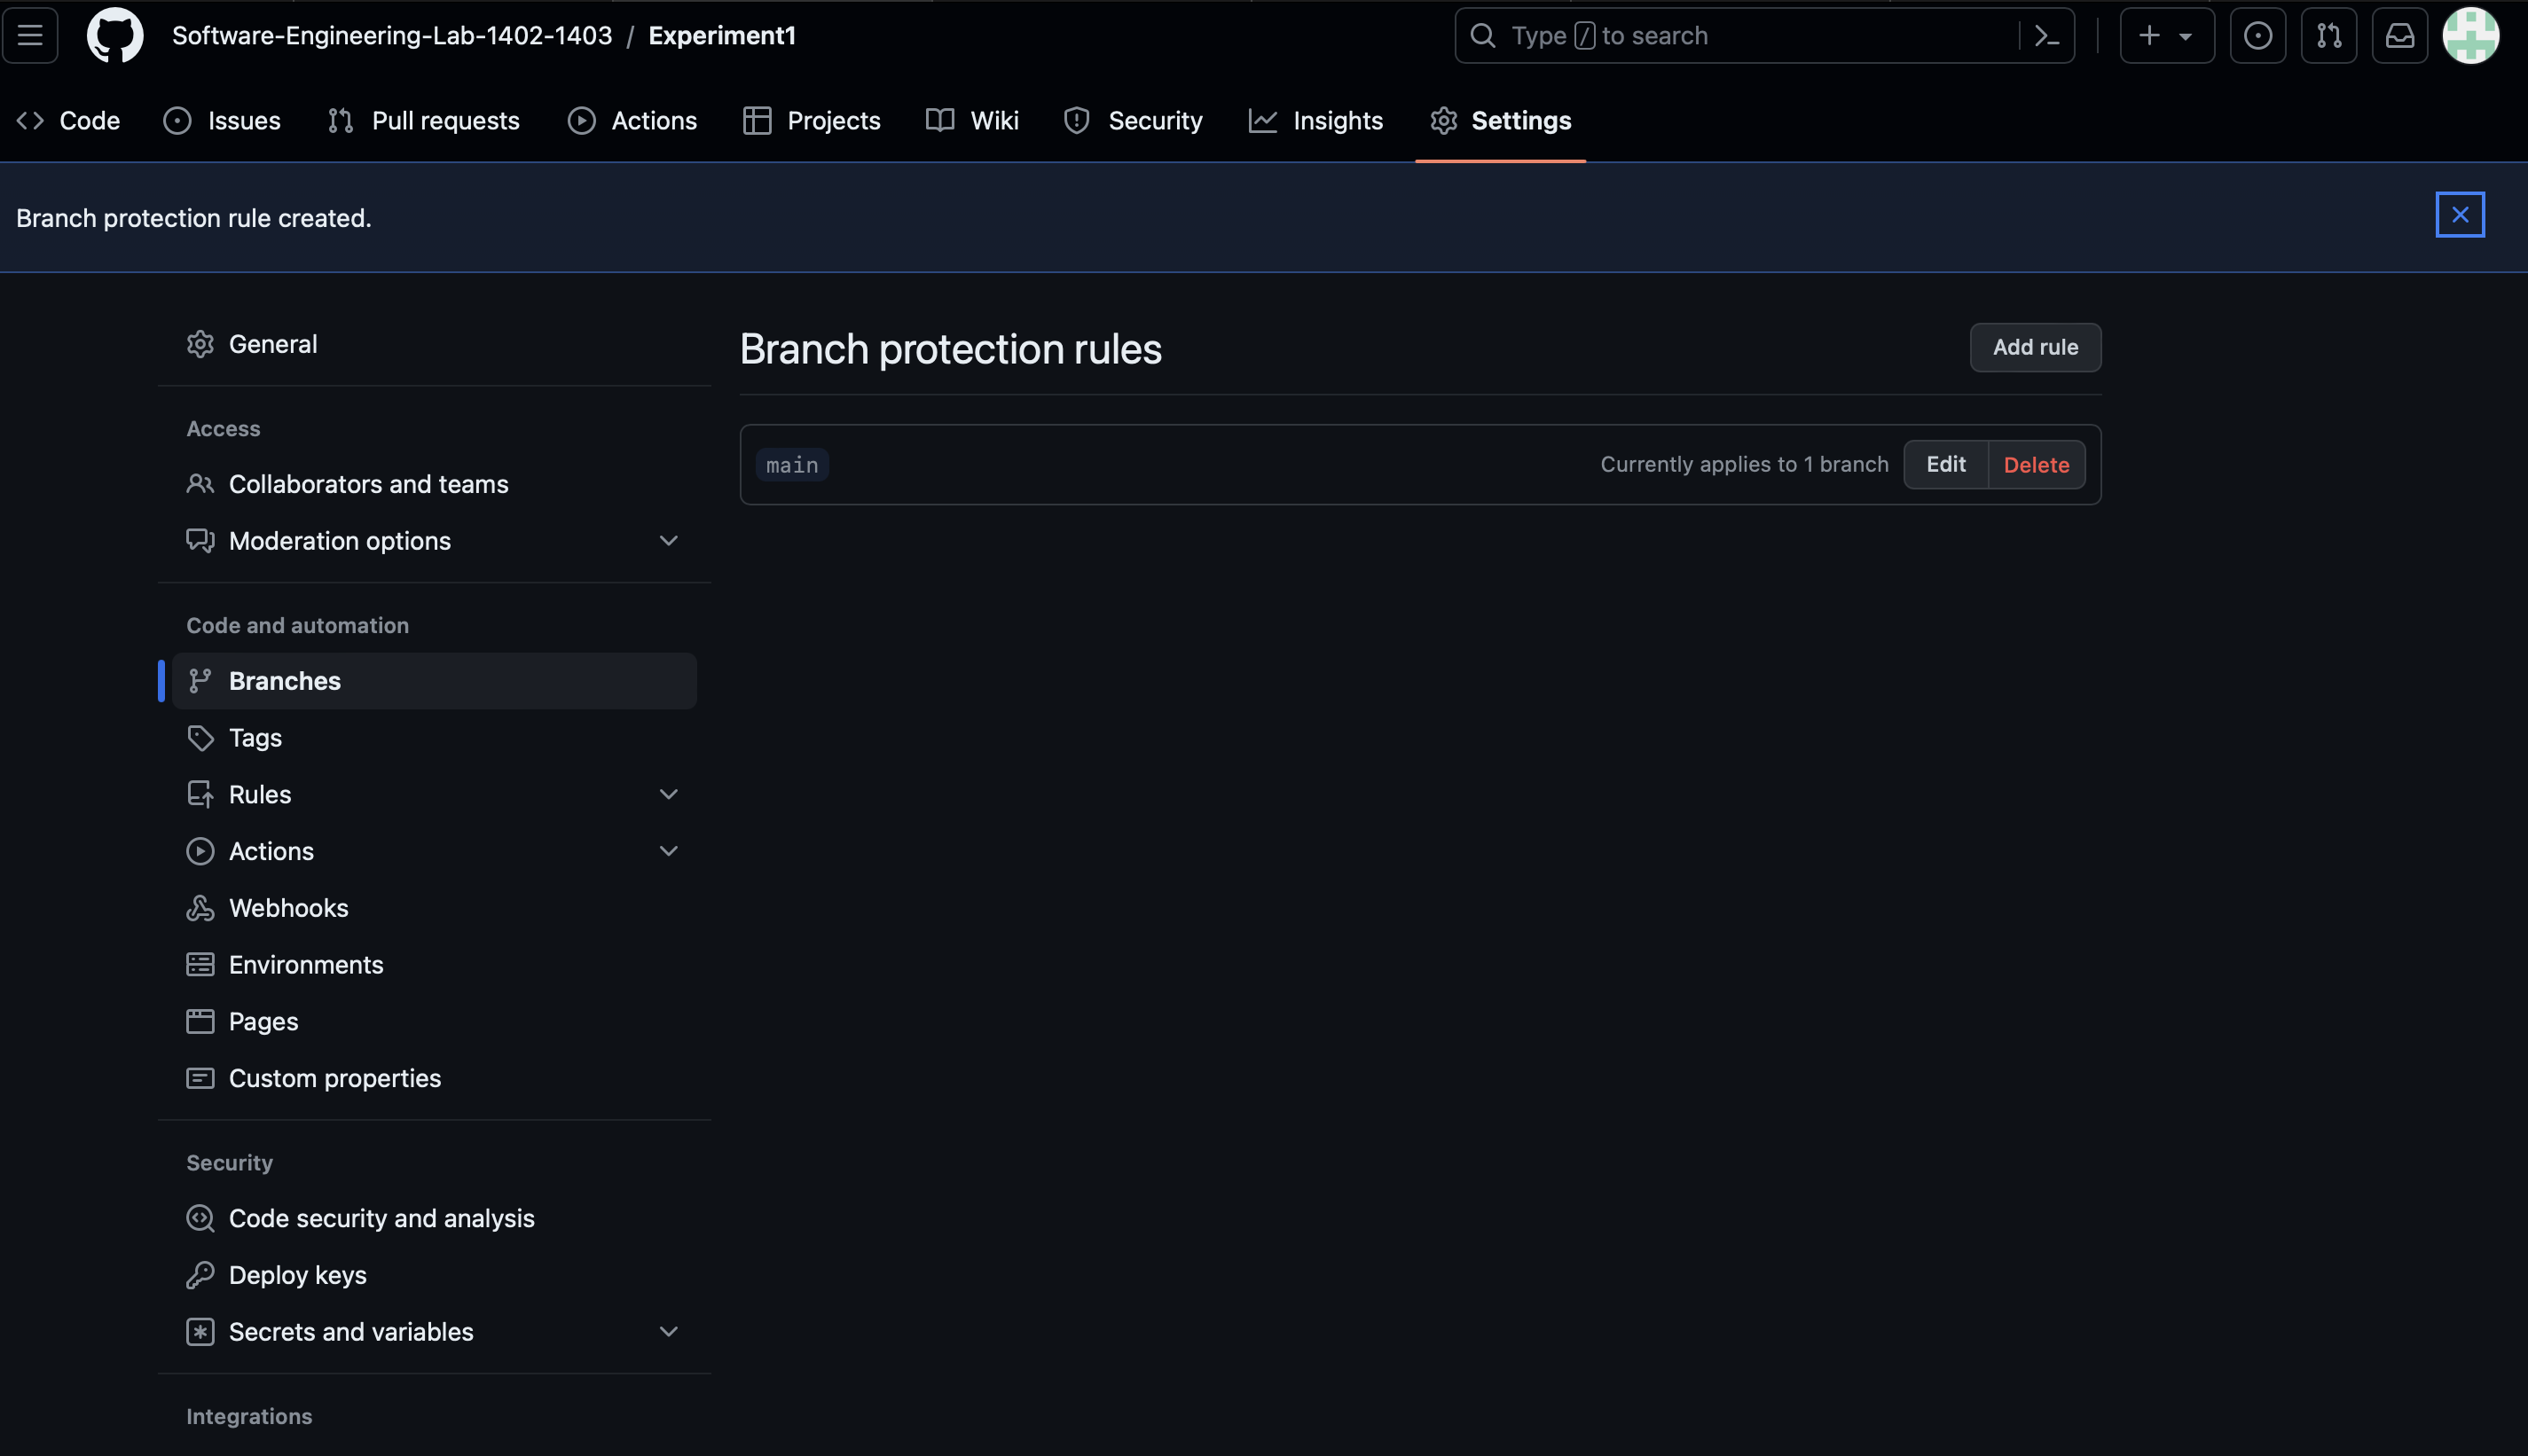 Software-Engineering-Lab-1402-1403 / Experiment1
Type / to search
Code Issues Pull requests Actions Projects Wiki Security Insights Settings
Branch protection rule created.
General
Access
Collaborators and teams
Moderation options
Code and automation
Branches
Tags
Rules
Actions
Webhooks
Environments
Pages
Custom properties
Security
Code security and analysis
Deploy keys
Secrets and variables
Integrations
Branch protection rules
Add rule
main Currently applies to 1 branch Edit Delete